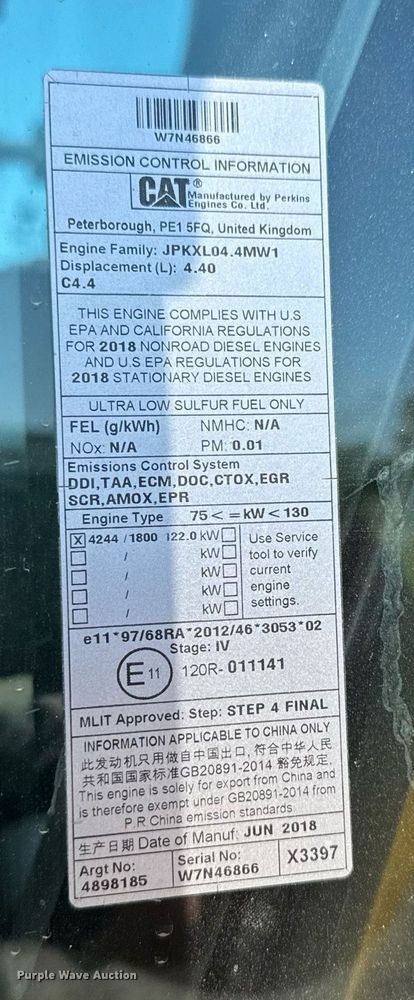 W7N46866
EMISSION CONTROL INFORMATION
CAT® Manufactured by Perkins
Engines Co. Ltd.
Peterborough, PE1 5FQ, United Kingdom
Engine Family: JPKXL04.4MW1
Displacement (L): 4.40
C4.4
THIS ENGINE COMPLIES WITH U.S
EPA AND CALIFORNIA REGULATIONS
FOR 2018 NONROAD DIESEL ENGINES
AND U.S EPA REGULATIONS FOR
2018 STATIONARY DIESEL ENGINES
ULTRA LOW SULFUR FUEL ONLY
FEL (g/kWh) NMHC: N/A
NOx: N/A PM: 0.01
Emissions Control System
DDI,TAA,ECM,DOC,CTOX,EGR
SCR,AMOX,EPR
Engine Type 75 < = kW < 130
X 4244 / 1800 122.0 kW Use Service
/ kW tool to verify
/ kW current
/ kW engine
/ kW settings.
e11*97/68RA*2012/46*3053*02
Stage: IV
E 11 120R- 011141
MLIT Approved: Step: STEP 4 FINAL
INFORMATION APPLICABLE TO CHINA ONLY
此发动机只用做自中国出口, 符合中华人民
共和国国家标准GB20891-2014 豁免规定,
This engine is solely for export from China and
is therefore exempt under GB20891-2014 from
P.R China emission standards
生产日期 Date of Manuf: JUN 2018
Argt No:
4898185
Serial No:
W7N46866
X3397
Purple Wave Auction